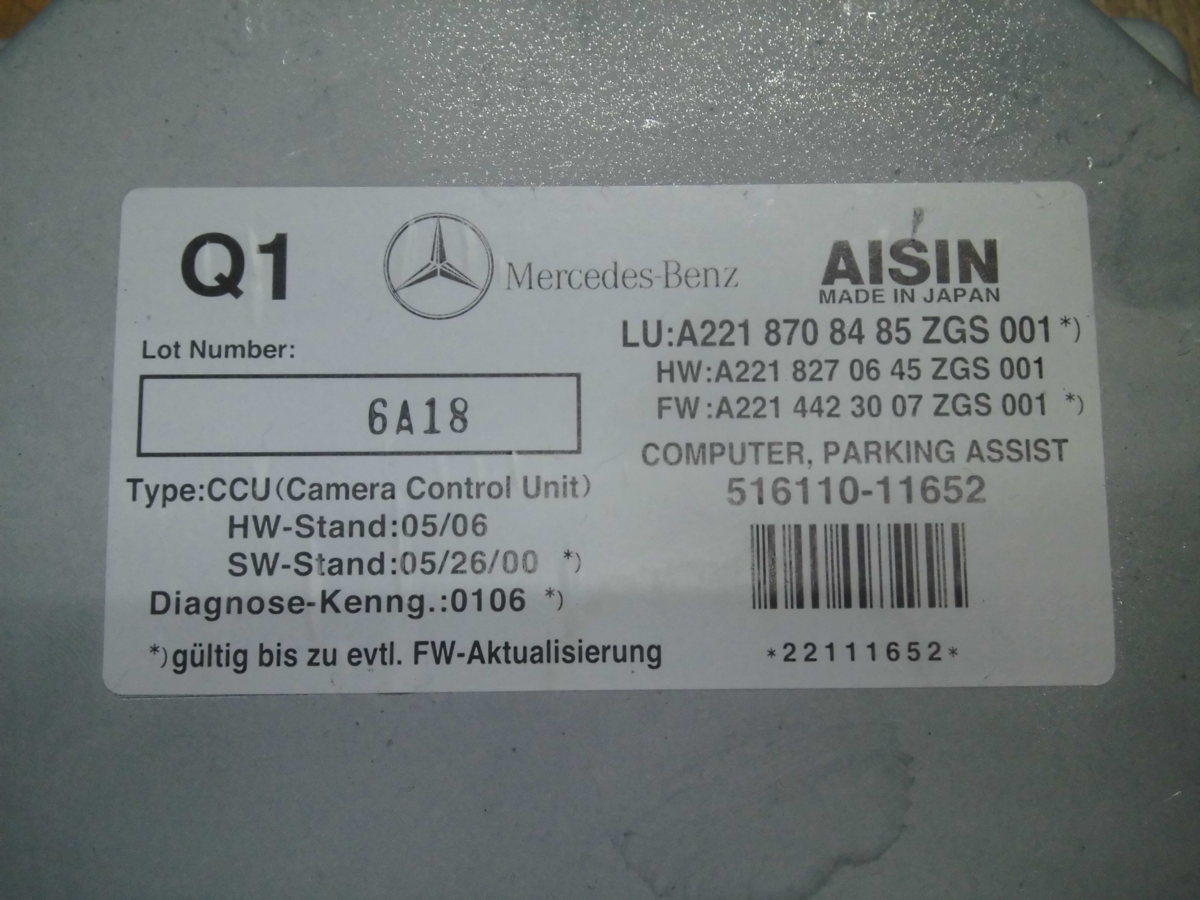 Q1
Mercedes-Benz
AISIN
MADE IN JAPAN
LU:A221 870 84 85 ZGS 001 *)
HW:A221 827 06 45 ZGS 001
FW:A221 442 30 07 ZGS 001 *)
Lot Number:
6A18
COMPUTER, PARKING ASSIST
516110-11652
Type:CCU(Camera Control Unit)
HW-Stand:05/06
SW-Stand:05/26/00 *)
Diagnose-Kenng.:0106 *)
*)gültig bis zu evtl. FW-Aktualisierung
*22111652*